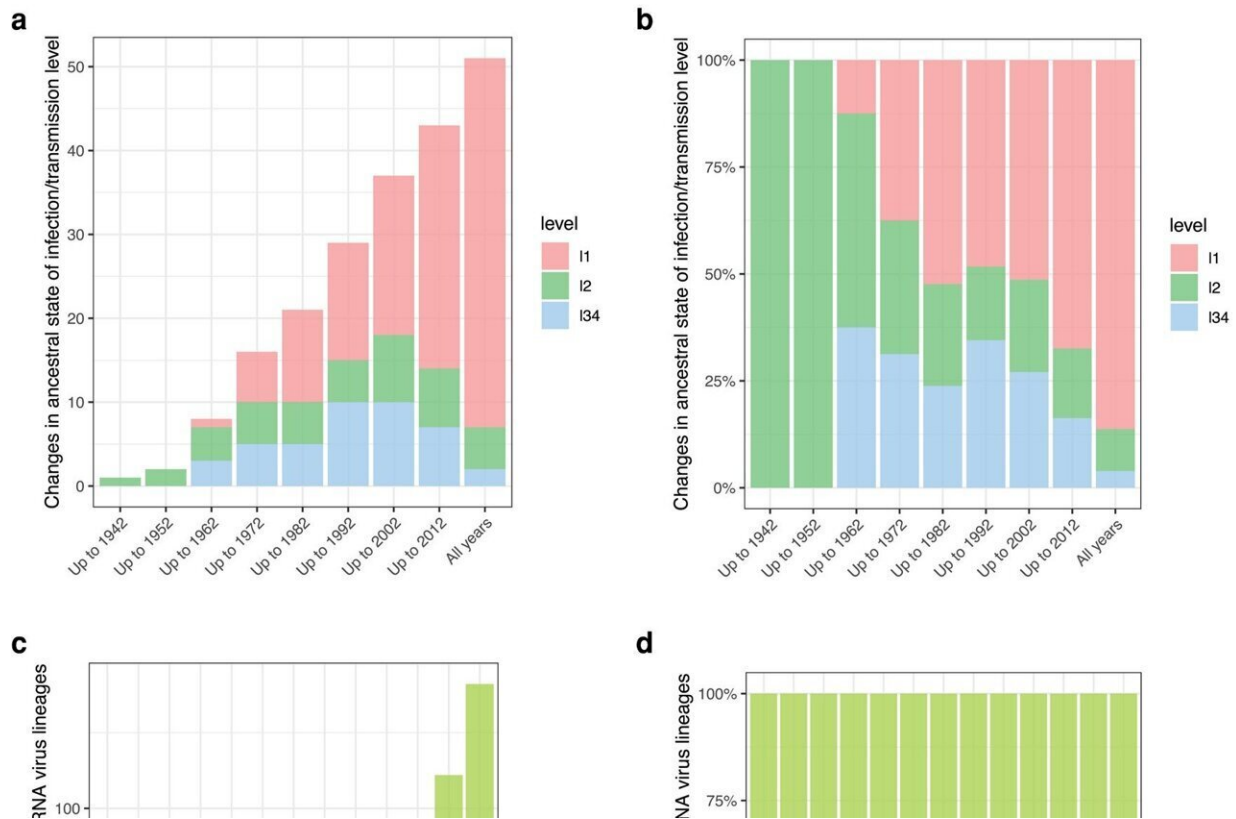 a
Changes in ancestral state of infection/transmission level
50
40
30
20
10
0
Up to 1942
Up to 1952
Up to 1962
Up to 1972
Up to 1982
Up to 1992
Up to 2002
Up to 2012
All years
level
l1
l2
l34
b
Changes in ancestral state of infection/transmission level
100%
75%
50%
25%
0%
Up to 1942
Up to 1952
Up to 1962
Up to 1972
Up to 1982
Up to 1992
Up to 2002
Up to 2012
All years
level
l1
l2
l34
c
RNA virus lineages
100
d
NA virus lineages
100%
75%